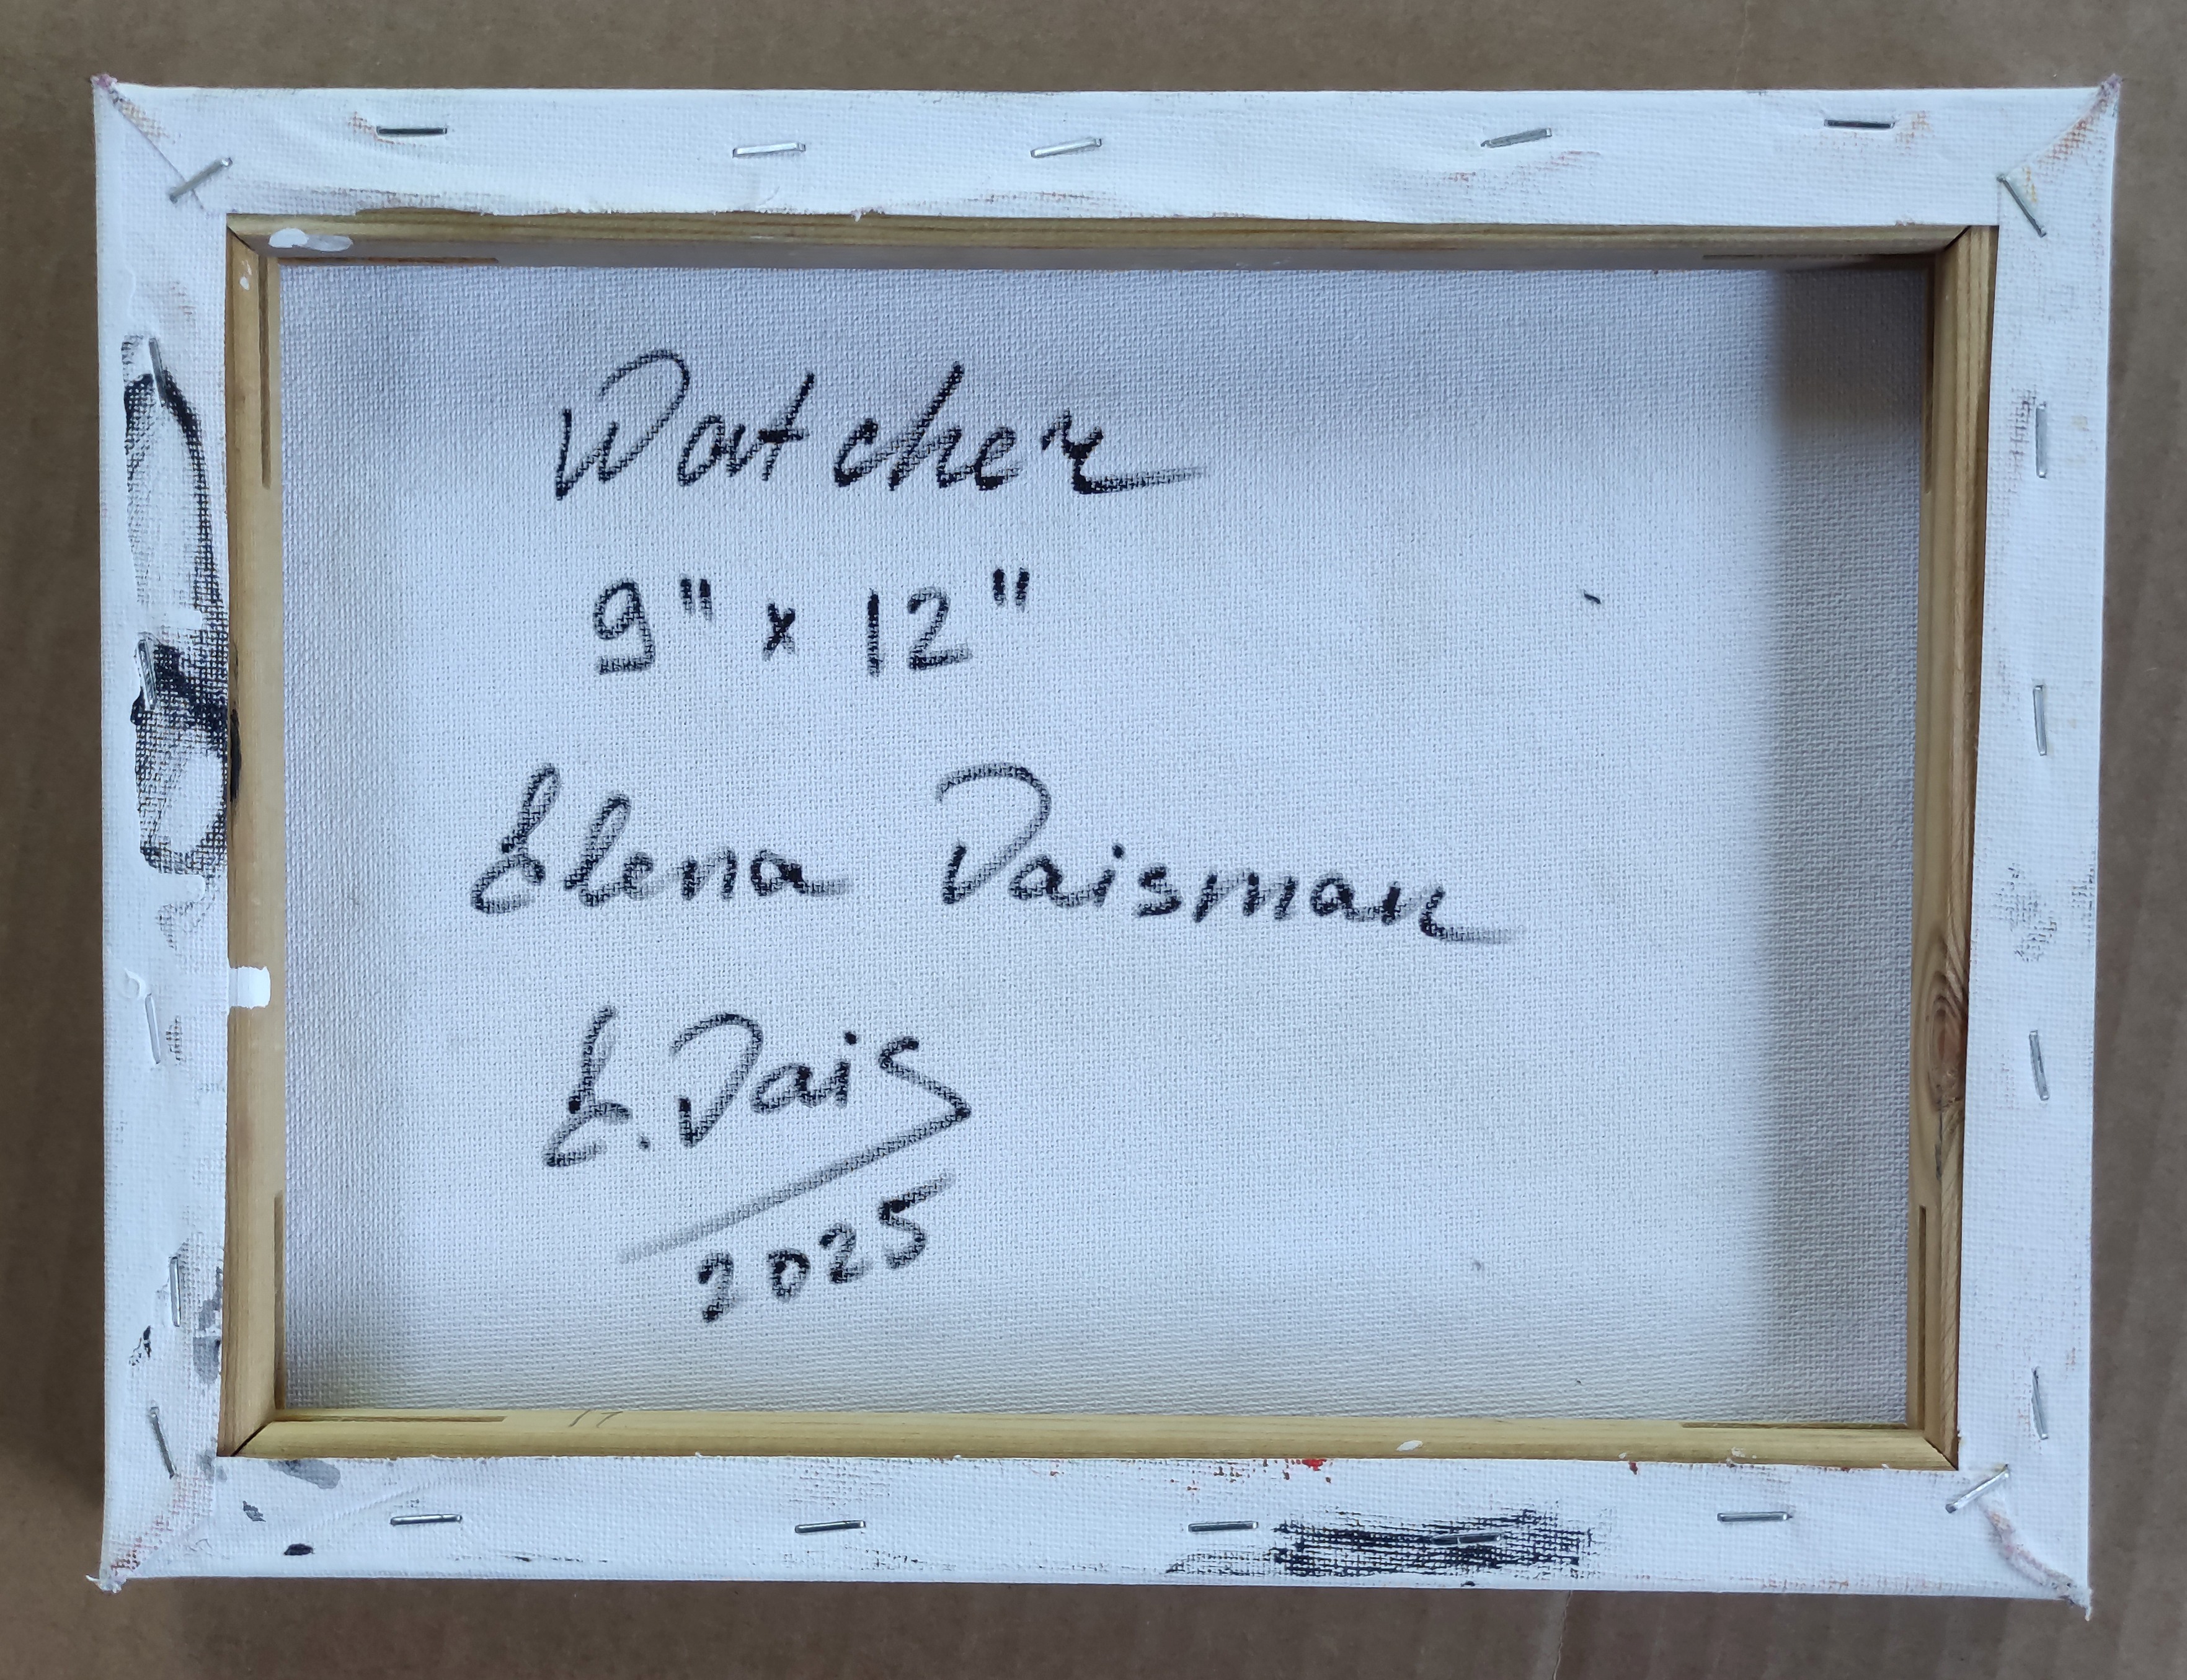 Watcher
9" x 12"
Elena Daisman
E. Dais
2025